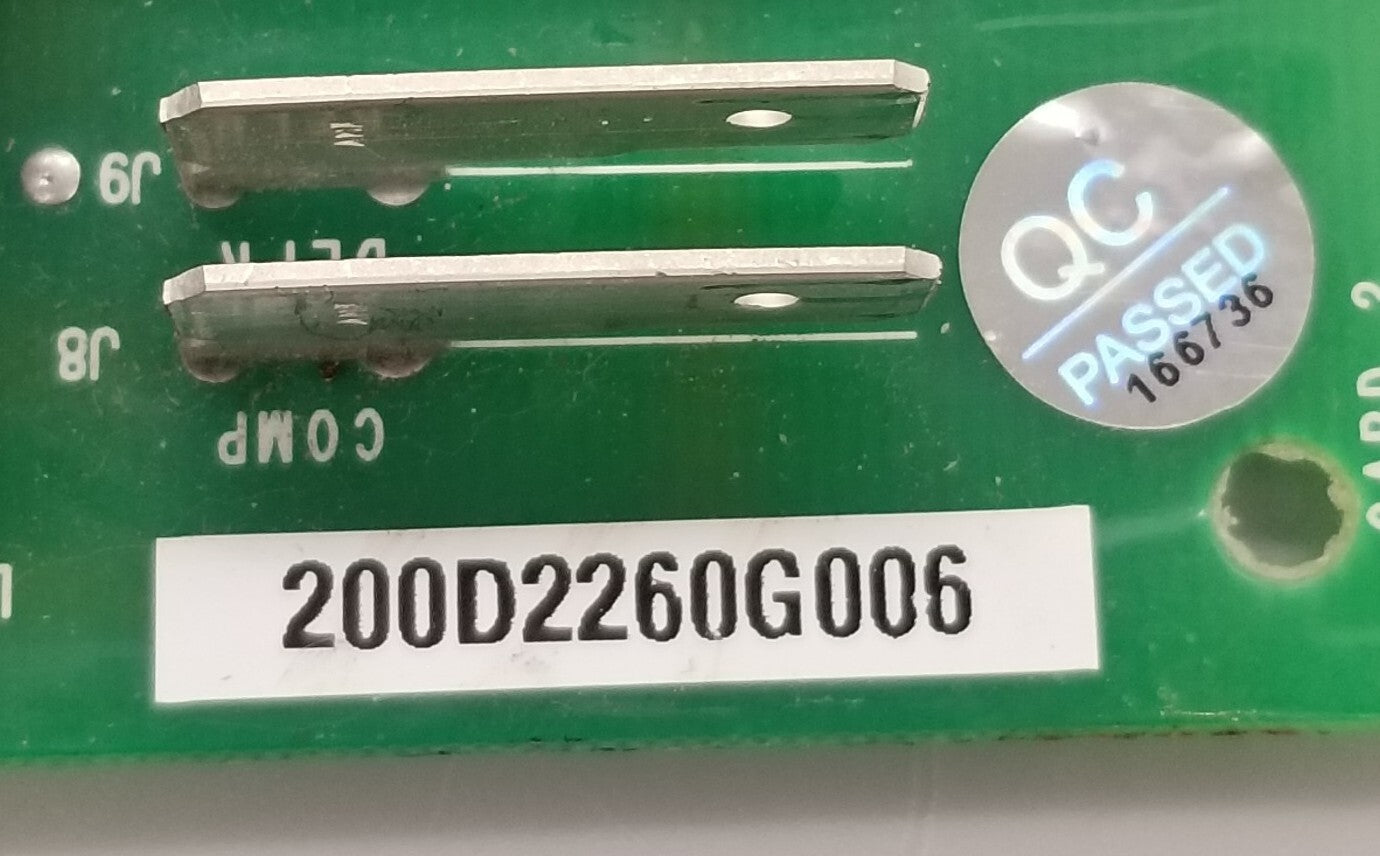 J9
J8
COMP
QC
PASSED
166736
200D2260G006